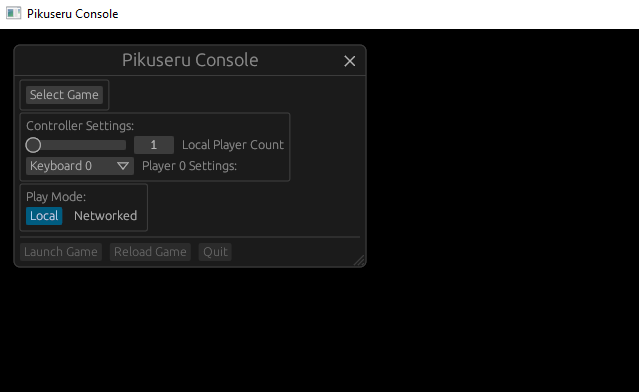 Pikuseru Console
Pikuseru Console
Select Game
Controller Settings:
1 Local Player Count
Keyboard 0 Player 0 Settings:
Play Mode:
Local Networked
Launch Game Reload Game Quit